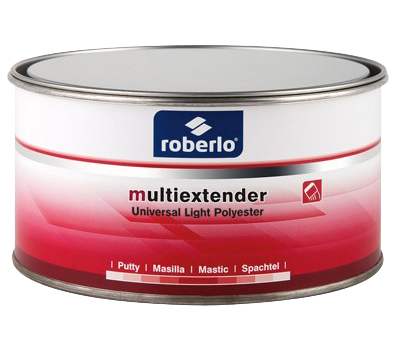 roberlo®
multiextender
Universal Light Polyester
| Putty | Masilla | Mastic | Spachtel |